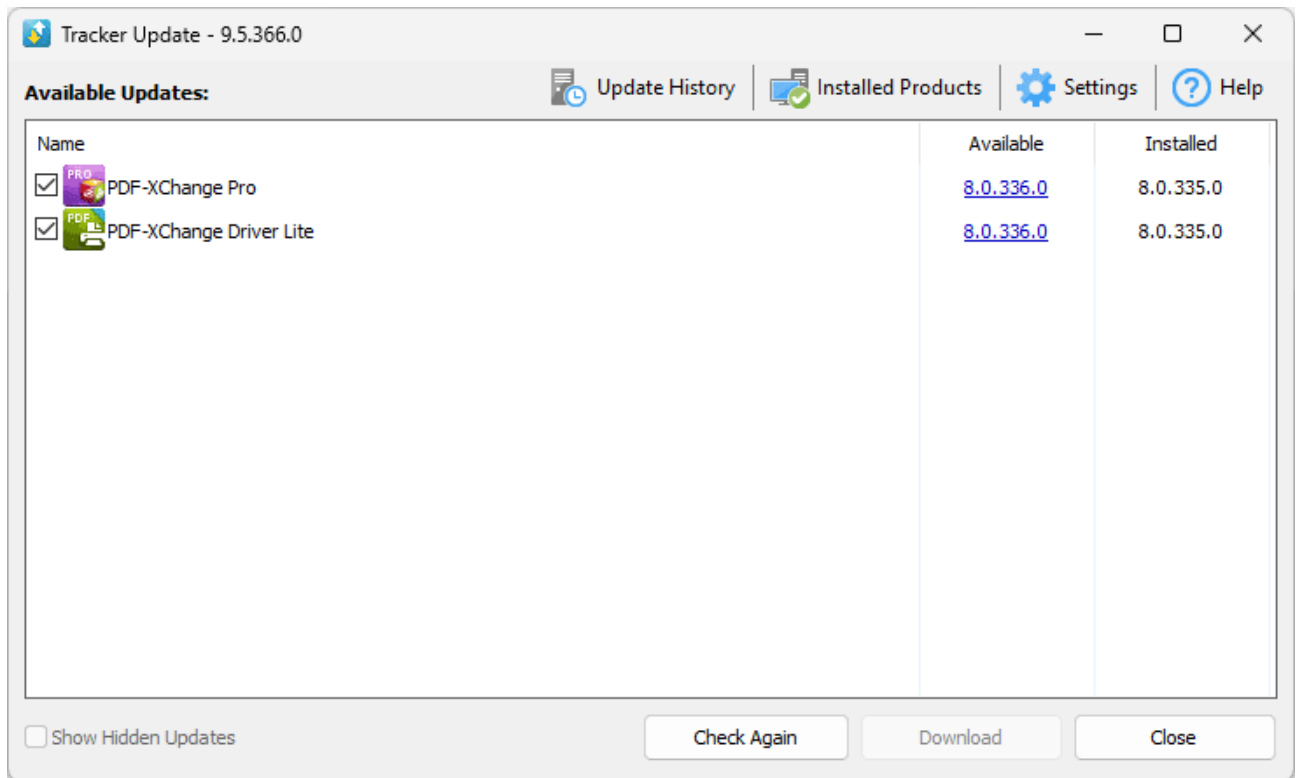 Tracker Update - 9.5.366.0
Available Updates:
Update History
Installed Products
Settings
? Help
Name Available Installed
PRO PDF-XChange Pro 8.0.336.0 8.0.335.0
PDF PDF-XChange Driver Lite 8.0.336.0 8.0.335.0
Show Hidden Updates
Check Again
Download
Close